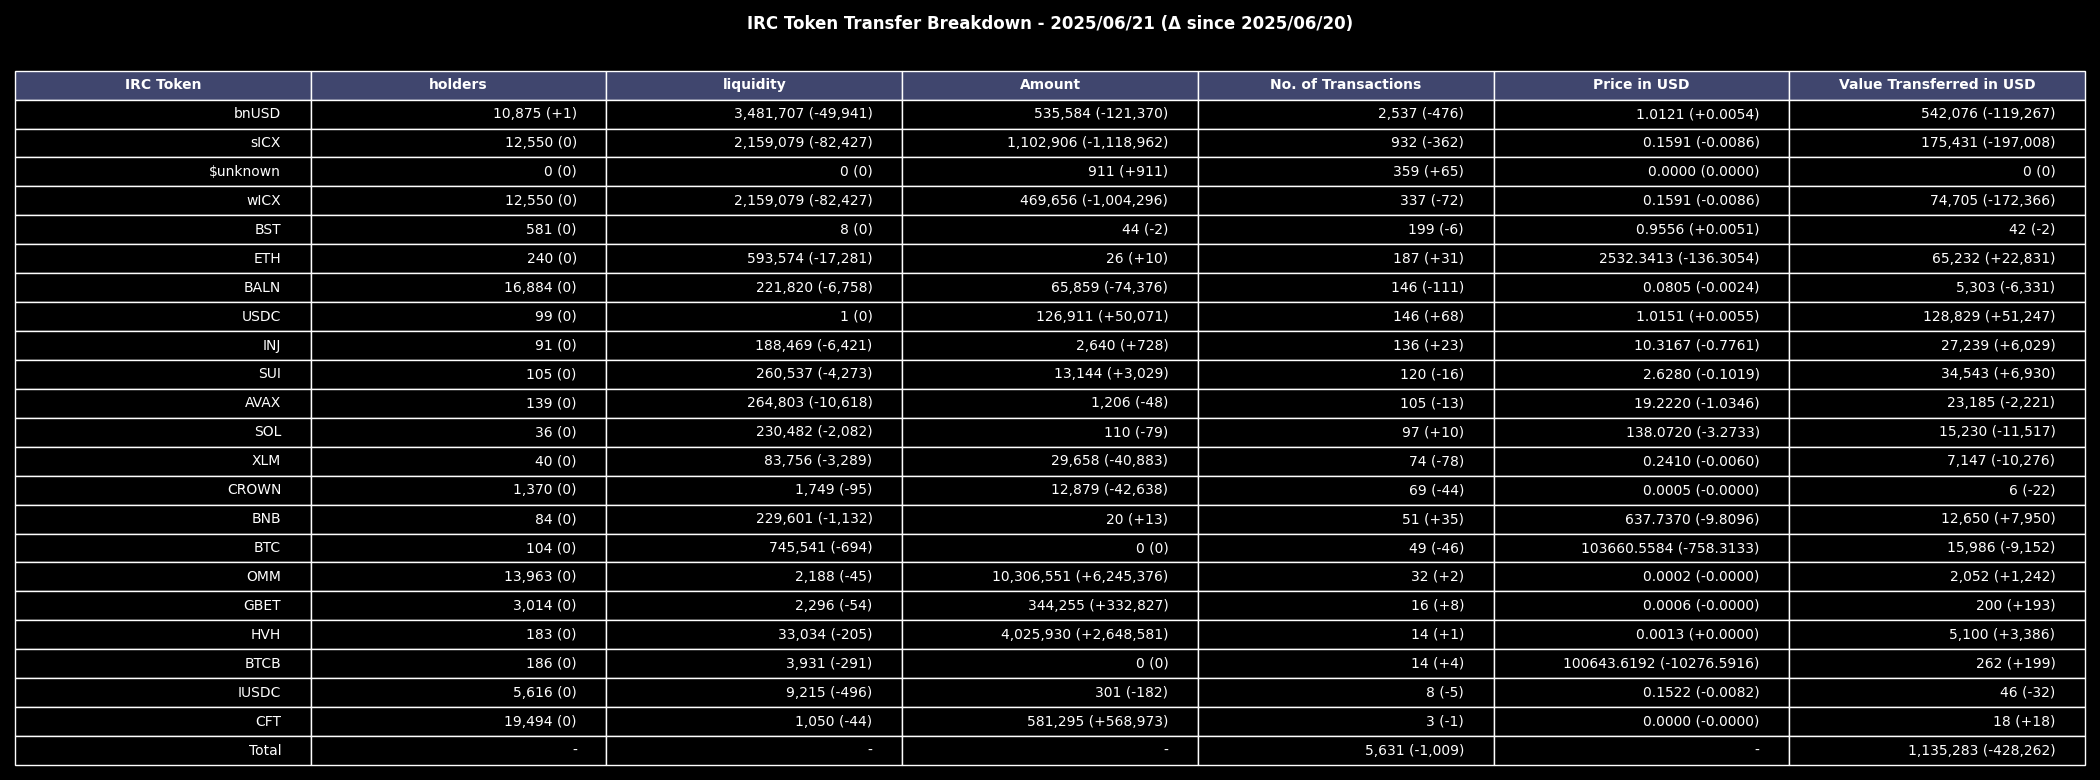 IRC Token Transfer Breakdown - 2025/06/21 (Δ since 2025/06/20)
IRC Token holders liquidity Amount No. of Transactions Price in USD Value Transferred in USD
bnUSD 10,875 (+1) 3,481,707 (-49,941) 535,584 (-121,370) 2,537 (-476) 1.0121 (+0.0054) 542,076 (-119,267)
sICX 12,550 (0) 2,159,079 (-82,427) 1,102,906 (-1,118,962) 932 (-362) 0.1591 (-0.0086) 175,431 (-197,008)
$unknown 0 (0) 0 (0) 911 (+911) 359 (+65) 0.0000 (0.0000) 0 (0)
wICX 12,550 (0) 2,159,079 (-82,427) 469,656 (-1,004,296) 337 (-72) 0.1591 (-0.0086) 74,705 (-172,366)
BST 581 (0) 8 (0) 44 (-2) 199 (-6) 0.9556 (+0.0051) 42 (-2)
ETH 240 (0) 593,574 (-17,281) 26 (+10) 187 (+31) 2532.3413 (-136.3054) 65,232 (+22,831)
BALN 16,884 (0) 221,820 (-6,758) 65,859 (-74,376) 146 (-111) 0.0805 (-0.0024) 5,303 (-6,331)
USDC 99 (0) 1 (0) 126,911 (+50,071) 146 (+68) 1.0151 (+0.0055) 128,829 (+51,247)
INJ 91 (0) 188,469 (-6,421) 2,640 (+728) 136 (+23) 10.3167 (-0.7761) 27,239 (+6,029)
SUI 105 (0) 260,537 (-4,273) 13,144 (+3,029) 120 (-16) 2.6280 (-0.1019) 34,543 (+6,930)
AVAX 139 (0) 264,803 (-10,618) 1,206 (-48) 105 (-13) 19.2220 (-1.0346) 23,185 (-2,221)
SOL 36 (0) 230,482 (-2,082) 110 (-79) 97 (+10) 138.0720 (-3.2733) 15,230 (-11,517)
XLM 40 (0) 83,756 (-3,289) 29,658 (-40,883) 74 (-78) 0.2410 (-0.0060) 7,147 (-10,276)
CROWN 1,370 (0) 1,749 (-95) 12,879 (-42,638) 69 (-44) 0.0005 (-0.0000) 6 (-22)
BNB 84 (0) 229,601 (-1,132) 20 (+13) 51 (+35) 637.7370 (-9.8096) 12,650 (+7,950)
BTC 104 (0) 745,541 (-694) 0 (0) 49 (-46) 103660.5584 (-758.3133) 15,986 (-9,152)
OMM 13,963 (0) 2,188 (-45) 10,306,551 (+6,245,376) 32 (+2) 0.0002 (-0.0000) 2,052 (+1,242)
GBET 3,014 (0) 2,296 (-54) 344,255 (+332,827) 16 (+8) 0.0006 (-0.0000) 200 (+193)
HVH 183 (0) 33,034 (-205) 4,025,930 (+2,648,581) 14 (+1) 0.0013 (+0.0000) 5,100 (+3,386)
BTCB 186 (0) 3,931 (-291) 0 (0) 14 (+4) 100643.6192 (-10276.5916) 262 (+199)
IUSDC 5,616 (0) 9,215 (-496) 301 (-182) 8 (-5) 0.1522 (-0.0082) 46 (-32)
CFT 19,494 (0) 1,050 (-44) 581,295 (+568,973) 3 (-1) 0.0000 (-0.0000) 18 (+18)
Total - - - 5,631 (-1,009) - 1,135,283 (-428,262)